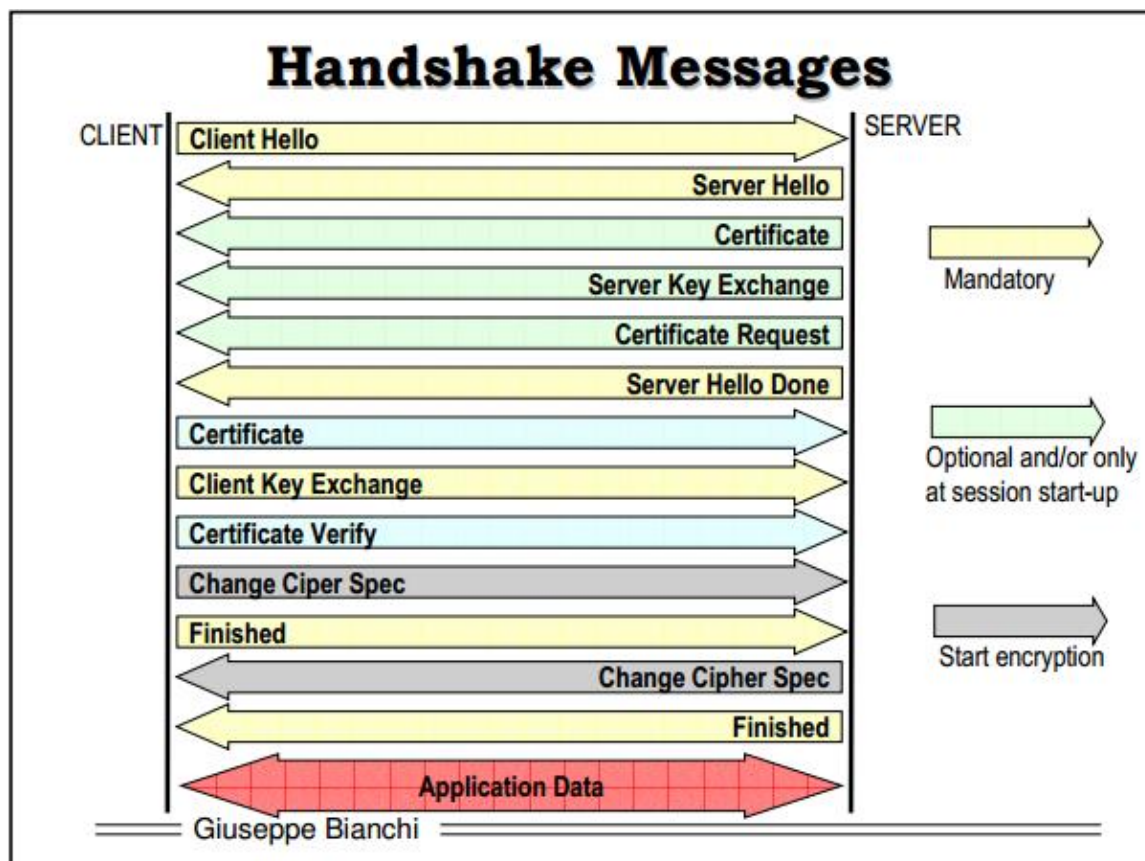 Handshake Messages
CLIENT
SERVER
Client Hello
Server Hello
Certificate
Server Key Exchange
Mandatory
Certificate Request
Server Hello Done
Certificate
Optional and/or only
at session start-up
Client Key Exchange
Certificate Verify
Change Ciper Spec
Finished
Start encryption
Change Cipher Spec
Finished
Application Data
Giuseppe Bianchi